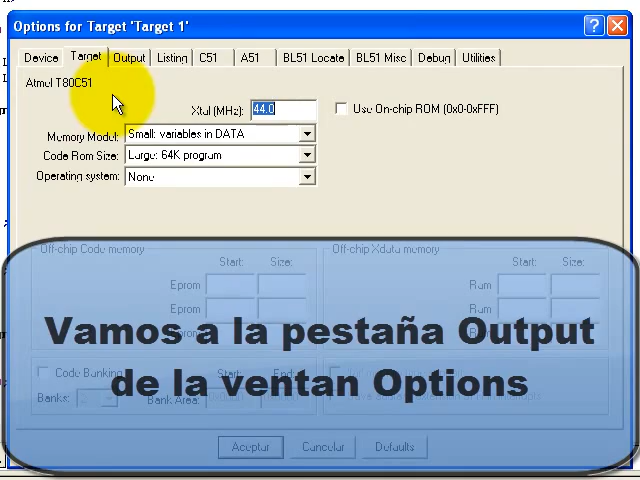 Options for Target 'Target 1'
Device Target Output Listing C51 A51 BL51 Locate BL51 Misc Debug Utilities
Atmel T80C51
Xtal (MHz): 44.0 Use On-chip ROM (0x0-0xFFF)
Memory Model: Small: variables in DATA
Code Rom Size: Large: 64K program
Operating system: None
Off-chip Code memory Off-chip Xdata memory
Start: Size: Start: Size:
Eprom Ram
Eprom Ram
Vamos a la pestaña Output
de la ventan Options
Code Banking Start: End:
Banks: 2 Bank Area:
Aceptar Cancelar Defaults